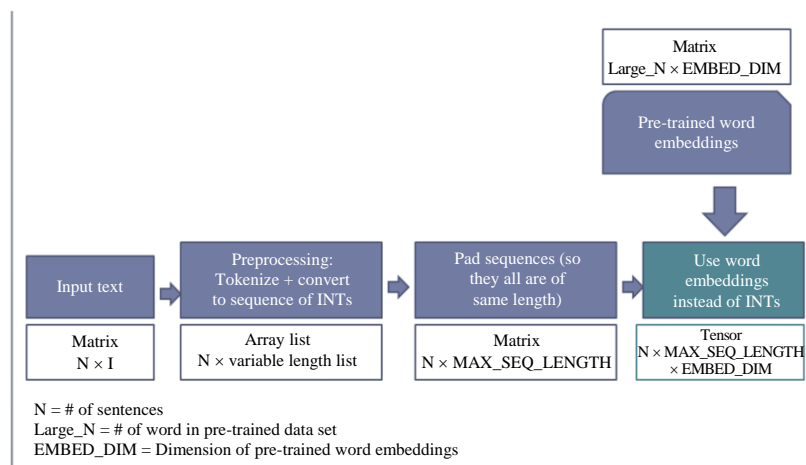 Matrix
Large_N × EMBED_DIM
Pre-trained word
embeddings
Input text
Preprocessing:
Tokenize + convert
to sequence of INTs
Pad sequences (so
they all are of
same length)
Use word
embeddings
instead of INTs
Matrix
N × I
Array list
N × variable length list
Matrix
N × MAX_SEQ_LENGTH
Tensor
N × MAX_SEQ_LENGTH
× EMBED_DIM
N = # of sentences
Large_N = # of word in pre-trained data set
EMBED_DIM = Dimension of pre-trained word embeddings